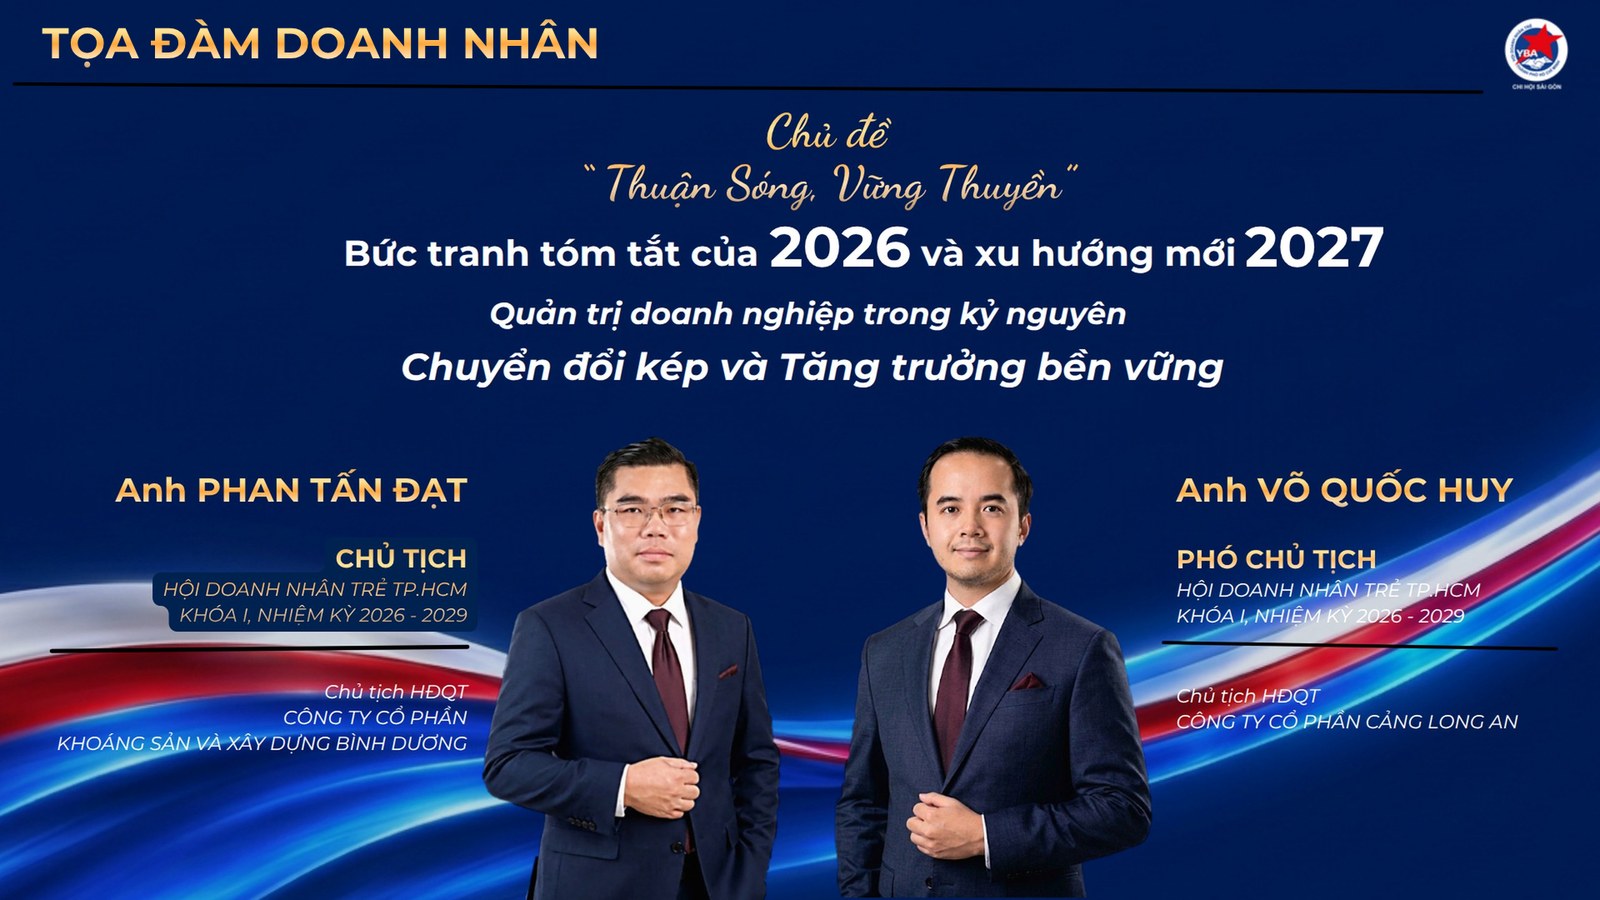 TỌA ĐÀM DOANH NHÂN
YBA
CHI HỘI SÀI GÒN
Chủ đề
“Thuận Sóng, Vững Thuyền”
Bức tranh tóm tắt của 2026 và xu hướng mới 2027
Quản trị doanh nghiệp trong kỷ nguyên
Chuyển đổi kép và Tăng trưởng bền vững
Anh PHAN TẤN ĐẠT
CHỦ TỊCH
HỘI DOANH NHÂN TRẺ TP.HCM
KHÓA I, NHIỆM KỲ 2026 - 2029
Chủ tịch HĐQT
CÔNG TY CỔ PHẦN
KHOÁNG SẢN VÀ XÂY DỰNG BÌNH DƯƠNG
Anh VÕ QUỐC HUY
PHÓ CHỦ TỊCH
HỘI DOANH NHÂN TRẺ TP.HCM
KHÓA I, NHIỆM KỲ 2026 - 2029
Chủ tịch HĐQT
CÔNG TY CỔ PHẦN CẢNG LONG AN